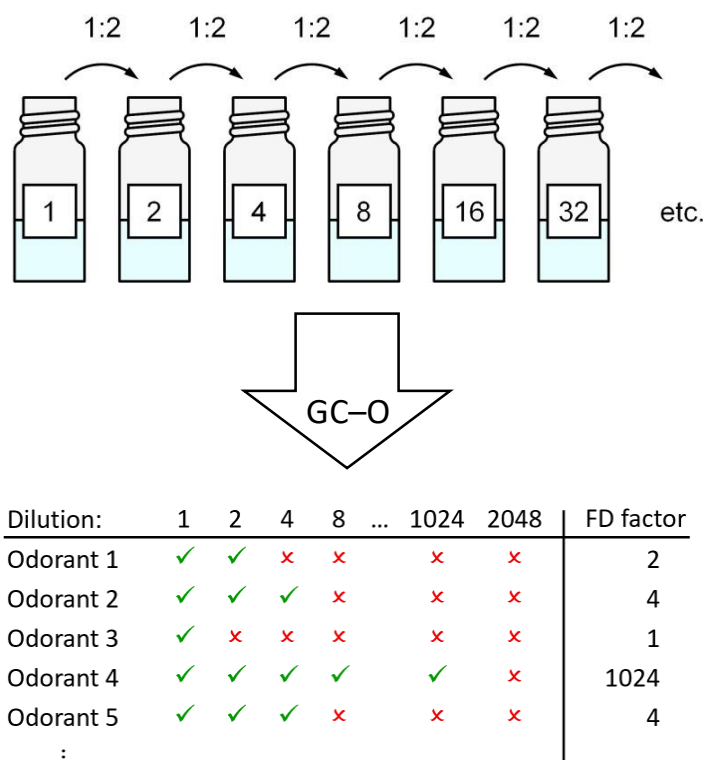 1:2 1:2 1:2 1:2 1:2 1:2
1 2 4 8 16 32 etc.
GC–O
Dilution: 1 2 4 8 ... 1024 2048 FD factor
Odorant 1 ✓ ✓ ✗ ✗ ✗ ✗ 2
Odorant 2 ✓ ✓ ✓ ✗ ✗ ✗ 4
Odorant 3 ✓ ✗ ✗ ✗ ✗ ✗ 1
Odorant 4 ✓ ✓ ✓ ✓ ✓ ✗ 1024
Odorant 5 ✓ ✓ ✓ ✗ ✗ ✗ 4
: